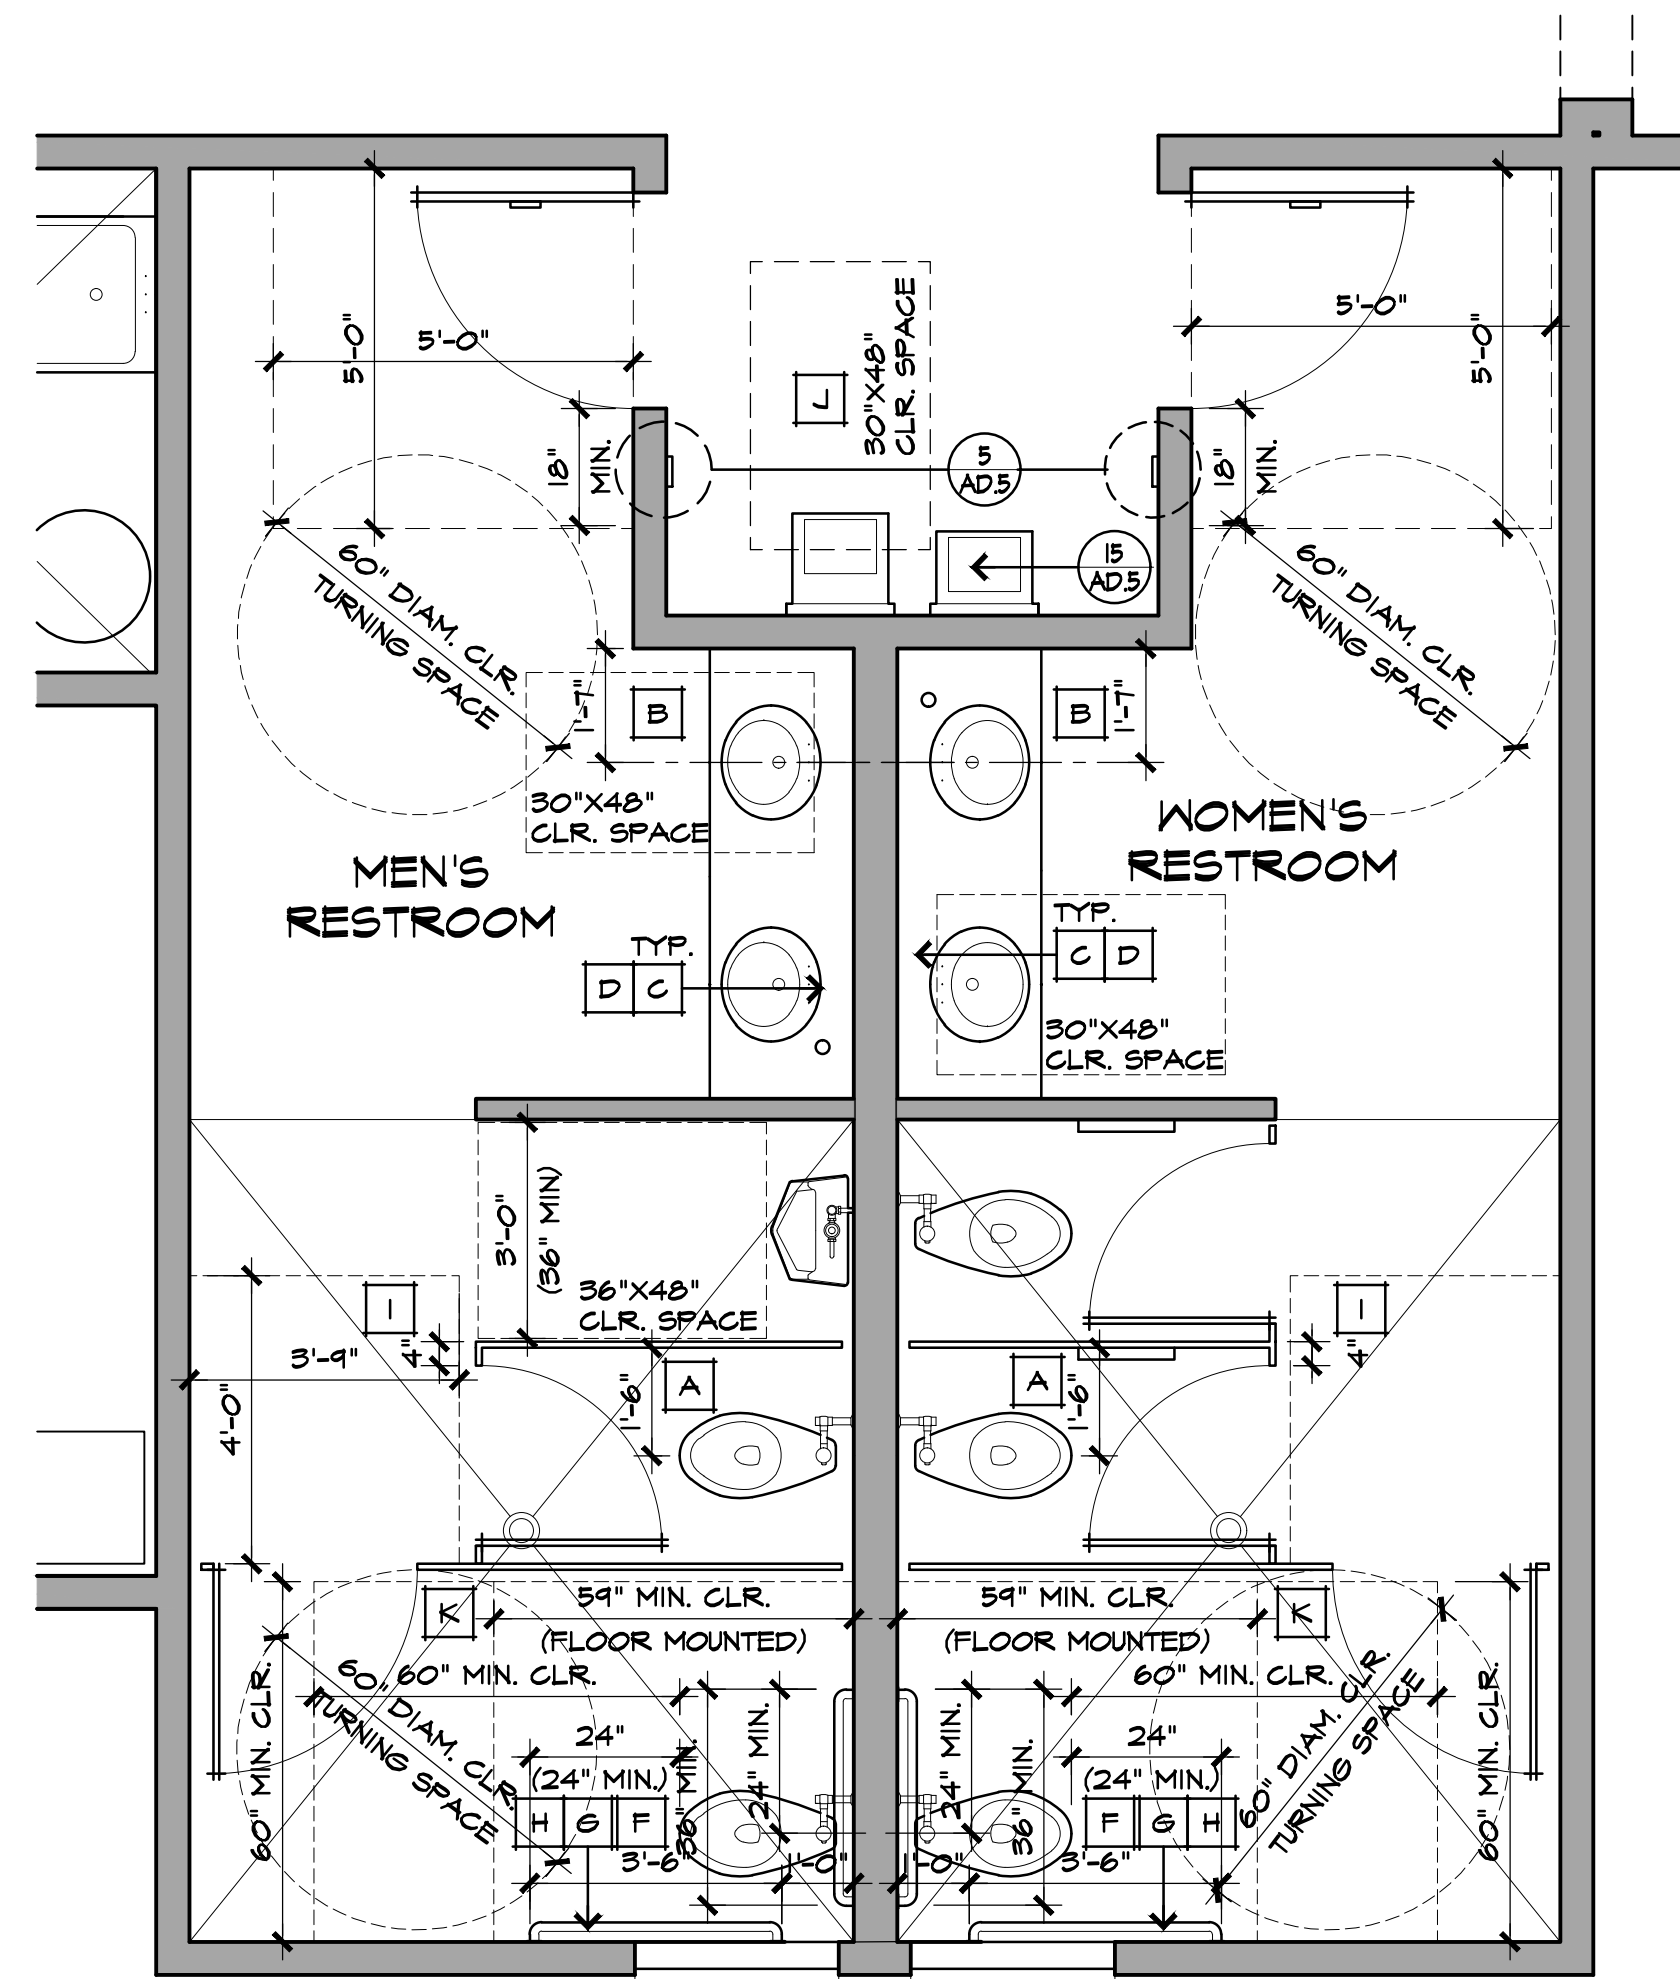 5'-0"
5'-0"
18"
MIN.
60" DIAM. CLR.
TURNING SPACE
30"X48"
CLR. SPACE
L
5
AD.5
15
AD.5
5'-0"
5'-0"
18"
MIN.
60" DIAM. CLR.
TURNING SPACE
1'-7"
B
30"X48"
CLR. SPACE
B
1'-7"
MEN'S
RESTROOM
WOMEN'S
RESTROOM
TYP.
D C
TYP.
C D
30"X48"
CLR. SPACE
3'-0"
(36" MIN)
36"X48"
CLR. SPACE
I
3'-9"
4"
4'-0"
1'-6"
A
A
1'-6"
I
4"
K
59" MIN. CLR.
(FLOOR MOUNTED)
60" MIN. CLR.
60" MIN. CLR.
60" DIAM. CLR.
TURNING SPACE
24"
(24" MIN.)
H G F
36" MIN.
24" MIN.
3'-6"
1'-0"
59" MIN. CLR.
(FLOOR MOUNTED)
K
60" MIN. CLR.
24" MIN.
36" MIN.
24"
(24" MIN.)
F G H
1'-0"
3'-6"
60" DIAM. CLR.
TURNING SPACE
60" MIN. CLR.